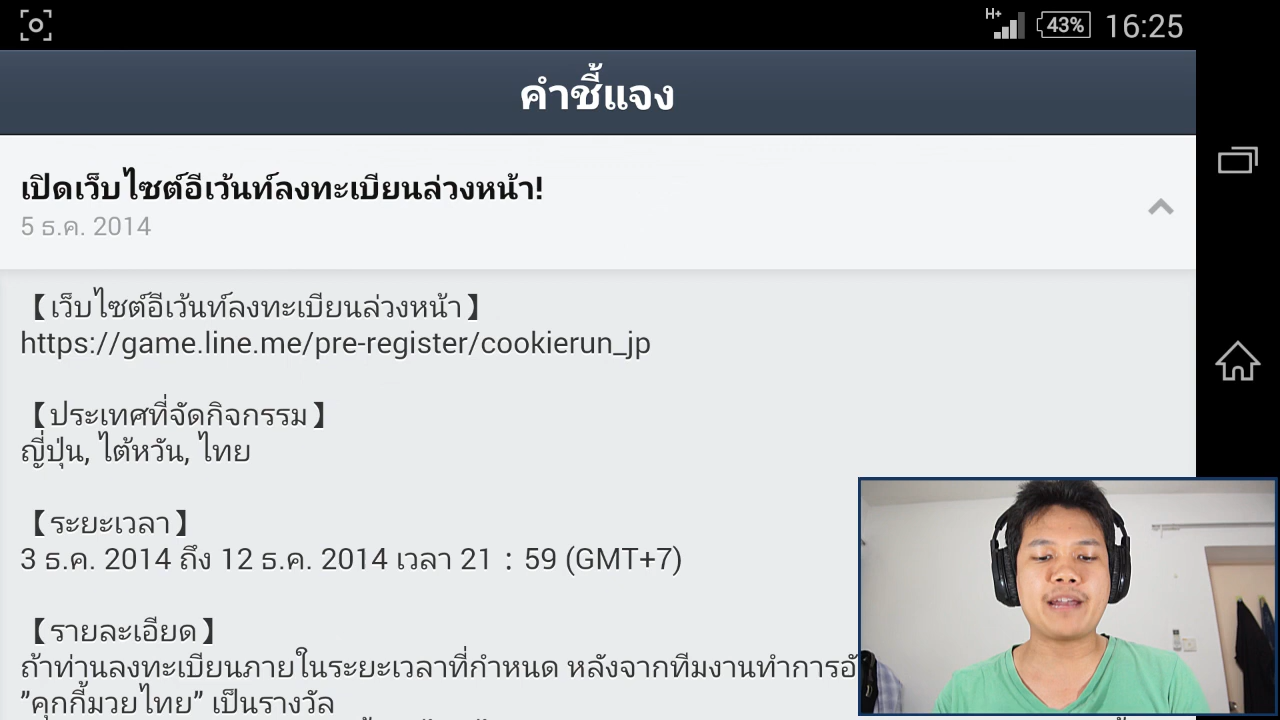 H+
43%
16:25
คำชี้แจง
เปิดเว็บไซต์อีเว้นท์ลงทะเบียนล่วงหน้า!
5 ธ.ค. 2014
【เว็บไซต์อีเว้นท์ลงทะเบียนล่วงหน้า】
https://game.line.me/pre-register/cookierun_jp
【ประเทศที่จัดกิจกรรม】
ญี่ปุ่น, ไต้หวัน, ไทย
【ระยะเวลา】
3 ธ.ค. 2014 ถึง 12 ธ.ค. 2014 เวลา 21 : 59 (GMT+7)
【รายละเอียด】
ถ้าท่านลงทะเบียนภายในระยะเวลาที่กำหนด หลังจากทีมงานทำการอั
”คุกกี้มวยไทย” เป็นรางวัล